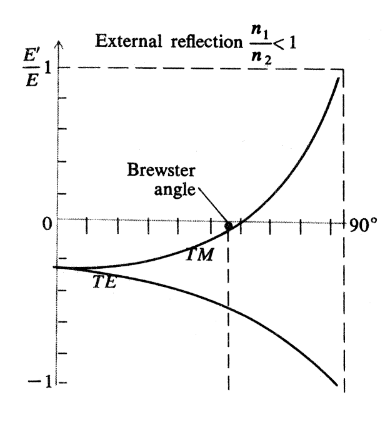 External reflection n₁/n₂ < 1
E′/E
1
Brewster
angle
0
90°
TM
TE
−1